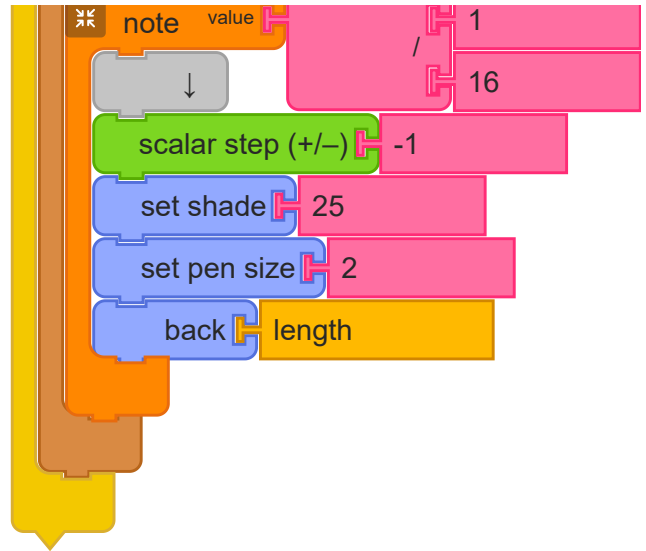 note value 1
/
16
↓
scalar step (+/–) -1
set shade 25
set pen size 2
back length